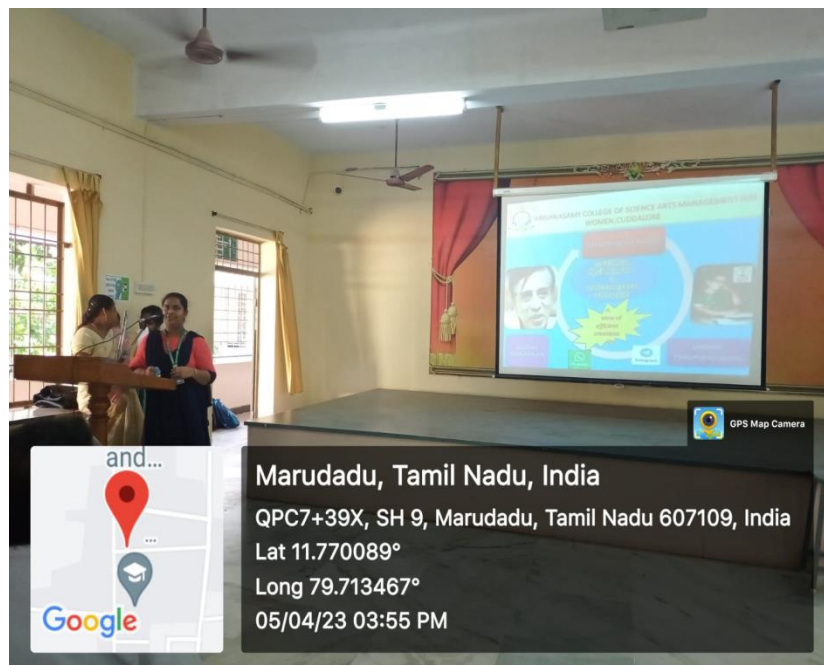 KRISHNASAMY COLLEGE OF SCIENCE ARTS MANAGEMENT FOR
WOMEN, CUDDALORE
GPS Map Camera
and...
...
Google
Marudadu, Tamil Nadu, India
QPC7+39X, SH 9, Marudadu, Tamil Nadu 607109, India
Lat 11.770089°
Long 79.713467°
05/04/23 03:55 PM